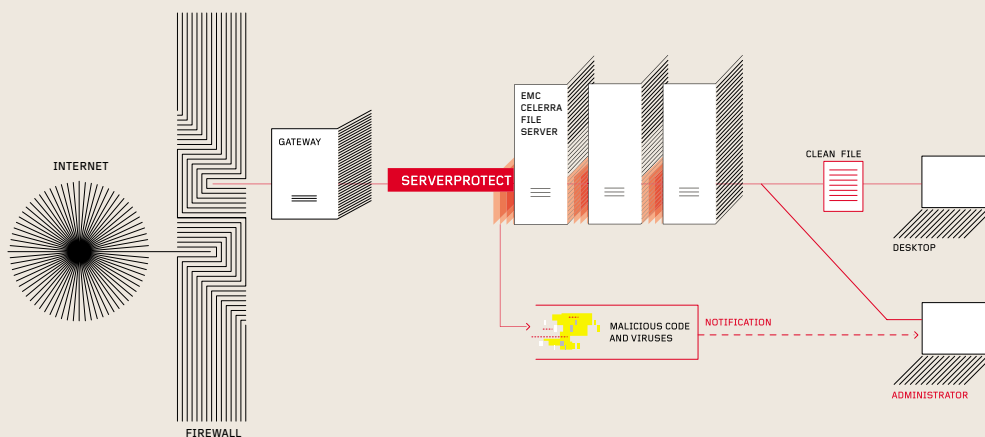 INTERNET
FIREWALL
GATEWAY
SERVERPROTECT
EMC
CELERRA
FILE
SERVER
CLEAN FILE
DESKTOP
MALICIOUS CODE
AND VIRUSES
NOTIFICATION
ADMINISTRATOR